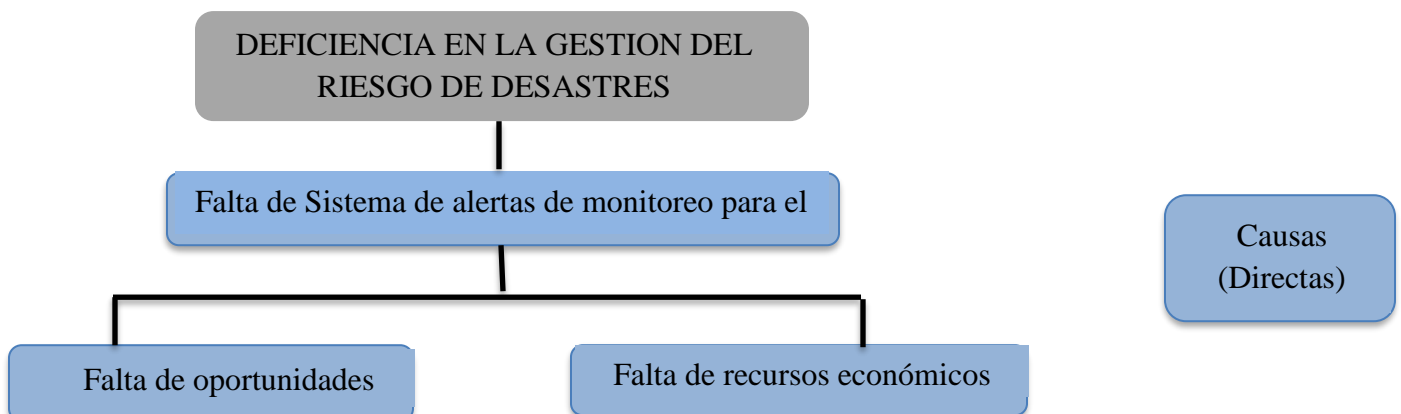 DEFICIENCIA EN LA GESTION DEL
RIESGO DE DESASTRES
Falta de Sistema de alertas de monitoreo para el
Causas
(Directas)
Falta de oportunidades
Falta de recursos económicos